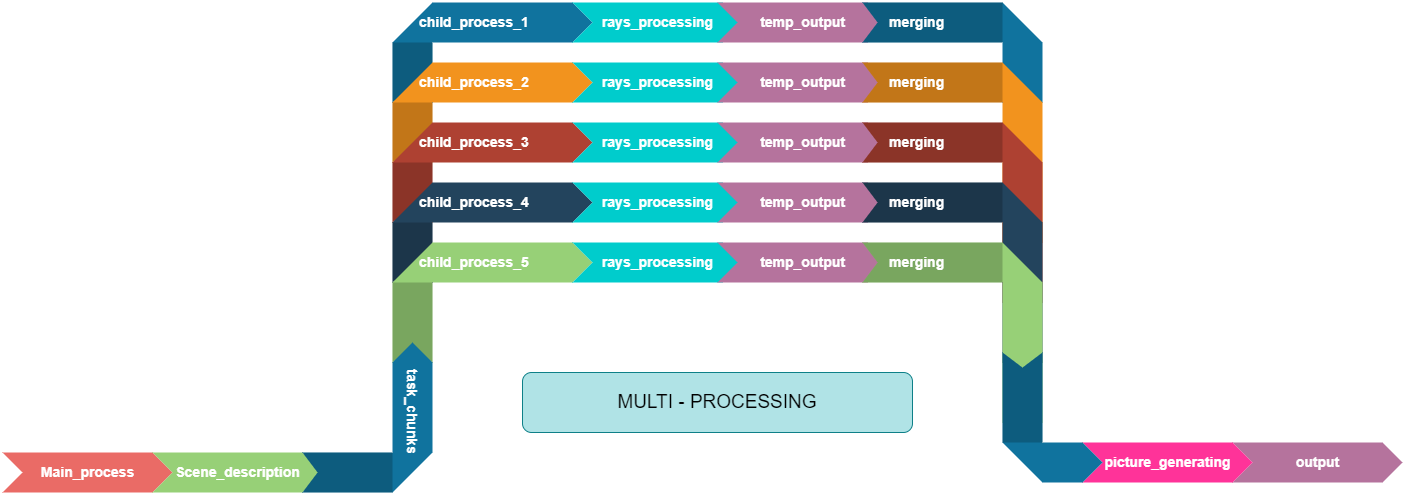 child_process_1 rays_processing temp_output merging
child_process_2 rays_processing temp_output merging
child_process_3 rays_processing temp_output merging
child_process_4 rays_processing temp_output merging
child_process_5 rays_processing temp_output merging
task_chunks
MULTI - PROCESSING
Main_process Scene_description
picture_generating output